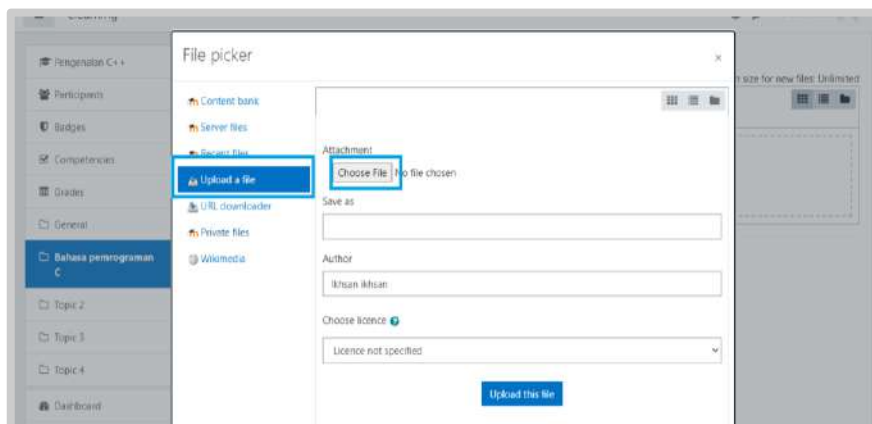 File picker
×
Pengenalan C++
Participants
Badges
Competencies
Grades
General
Bahasa pemrograman
C
Topic 2
Topic 3
Topic 4
Dashboard
Content bank
Server files
Recent files
Upload a file
URL downloader
Private files
Wikimedia
Attachment
Choose File No file chosen
Save as
Author
Ikhsan ikhsan
Choose licence
Licence not specified
Upload this file
size for new files: Unlimited